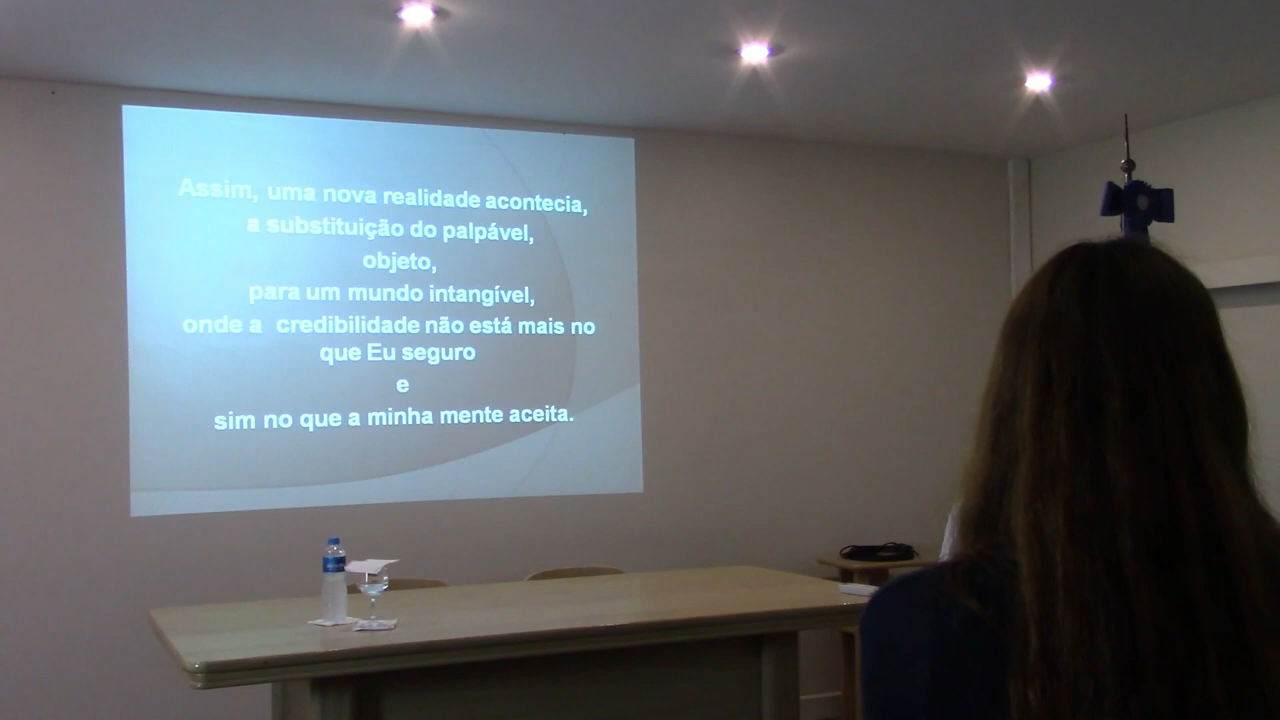 Assim, uma nova realidade acontecia,
a substituição do palpável,
objeto,
para um mundo intangível,
onde a credibilidade não está mais no
que Eu seguro
e
sim no que a minha mente aceita.